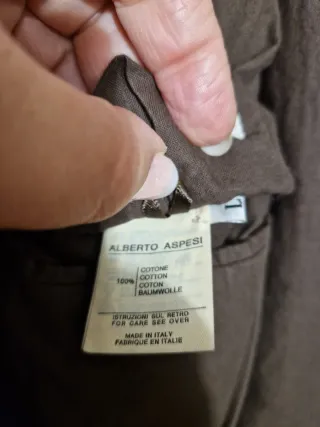 ALBERTO ASPESI
100%
COTONE
COTTON
COTON
BAUMWOLLE
ISTRUZIONI SUL RETRO
FOR CARE SEE OVER
MADE IN ITALY
FABRIQUE EN ITALIE